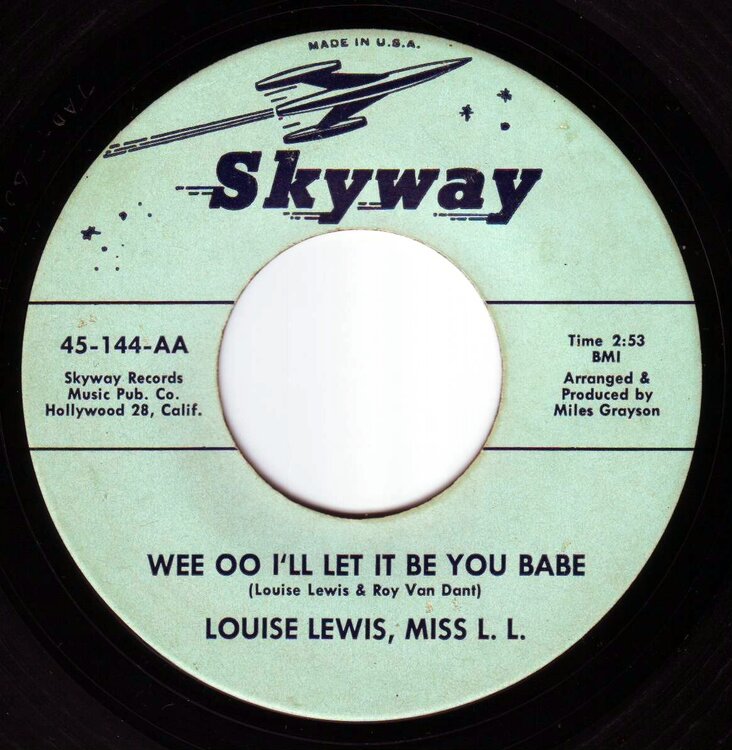 MADE IN U.S.A.
Skyway
45-144-AA
Skyway Records
Music Pub. Co.
Hollywood 28, Calif.
Time 2:53
BMI
Arranged &
Produced by
Miles Grayson
WEE OO I'LL LET IT BE YOU BABE
(Louise Lewis & Roy Van Dant)
LOUISE LEWIS, MISS L. L.